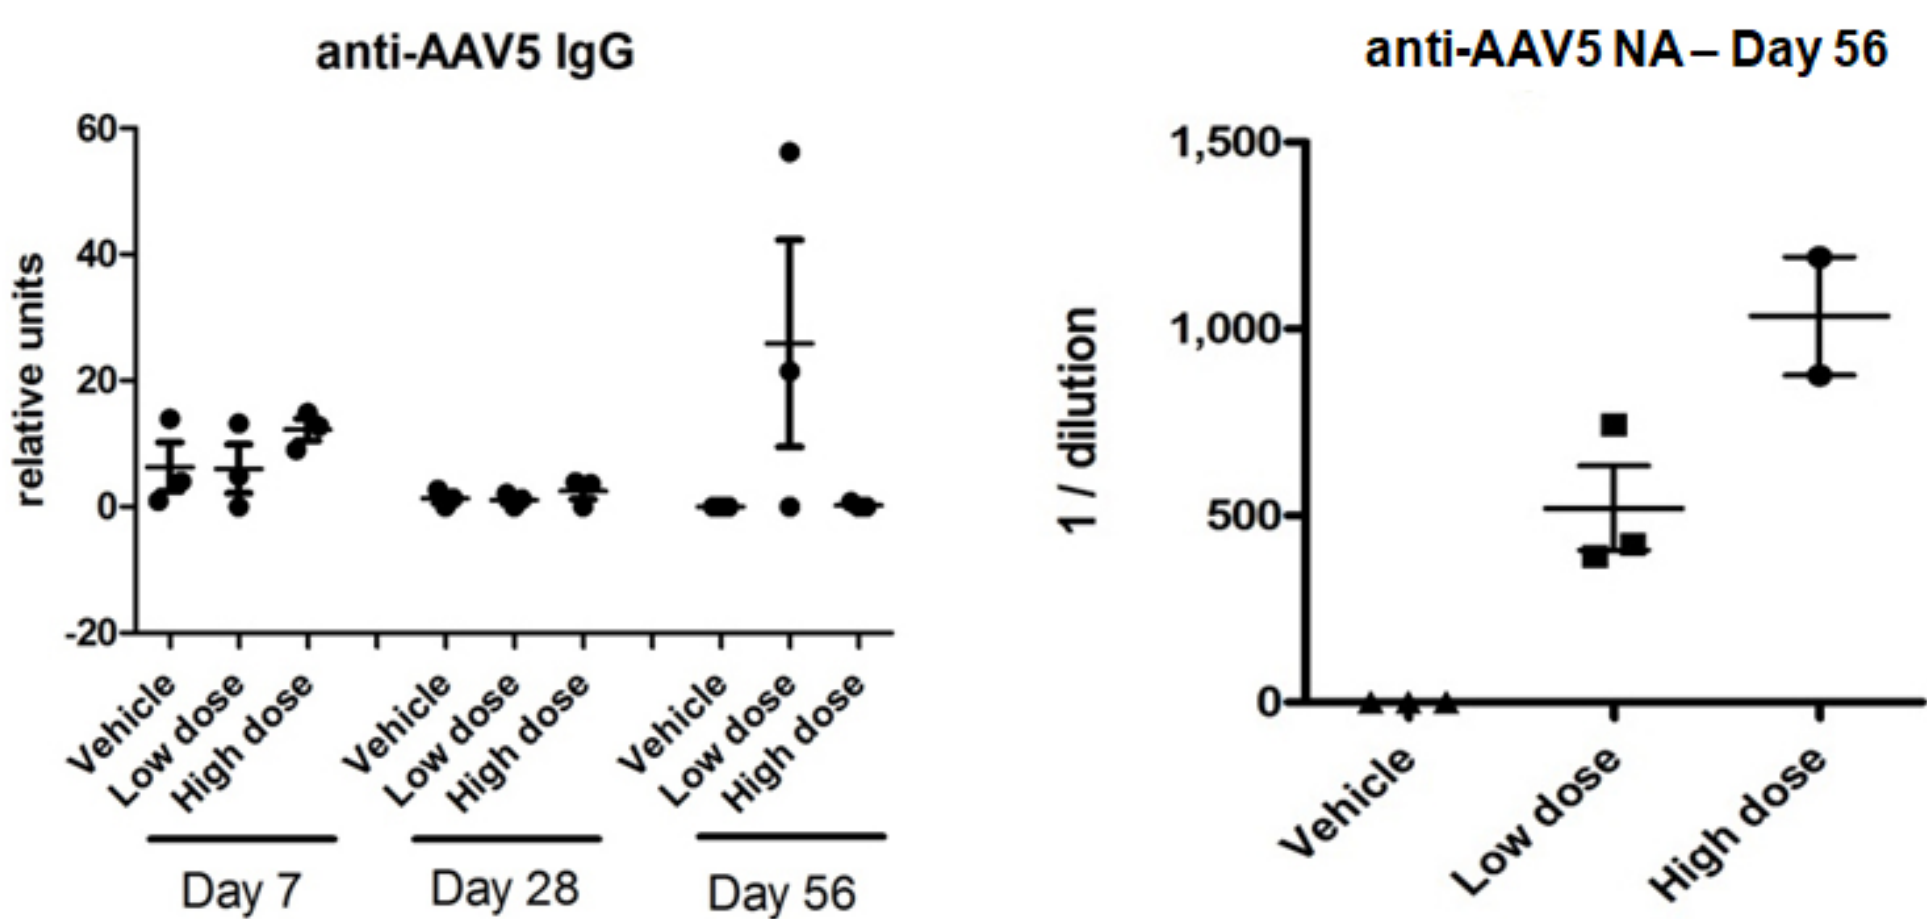 anti-AAV5 IgG
relative units
60
40
20
0
-20
Vehicle
Low dose
High dose
Vehicle
Low dose
High dose
Vehicle
Low dose
High dose
Day 7
Day 28
Day 56
anti-AAV5 NA – Day 56
1 / dilution
1,500
1,000
500
0
Vehicle
Low dose
High dose